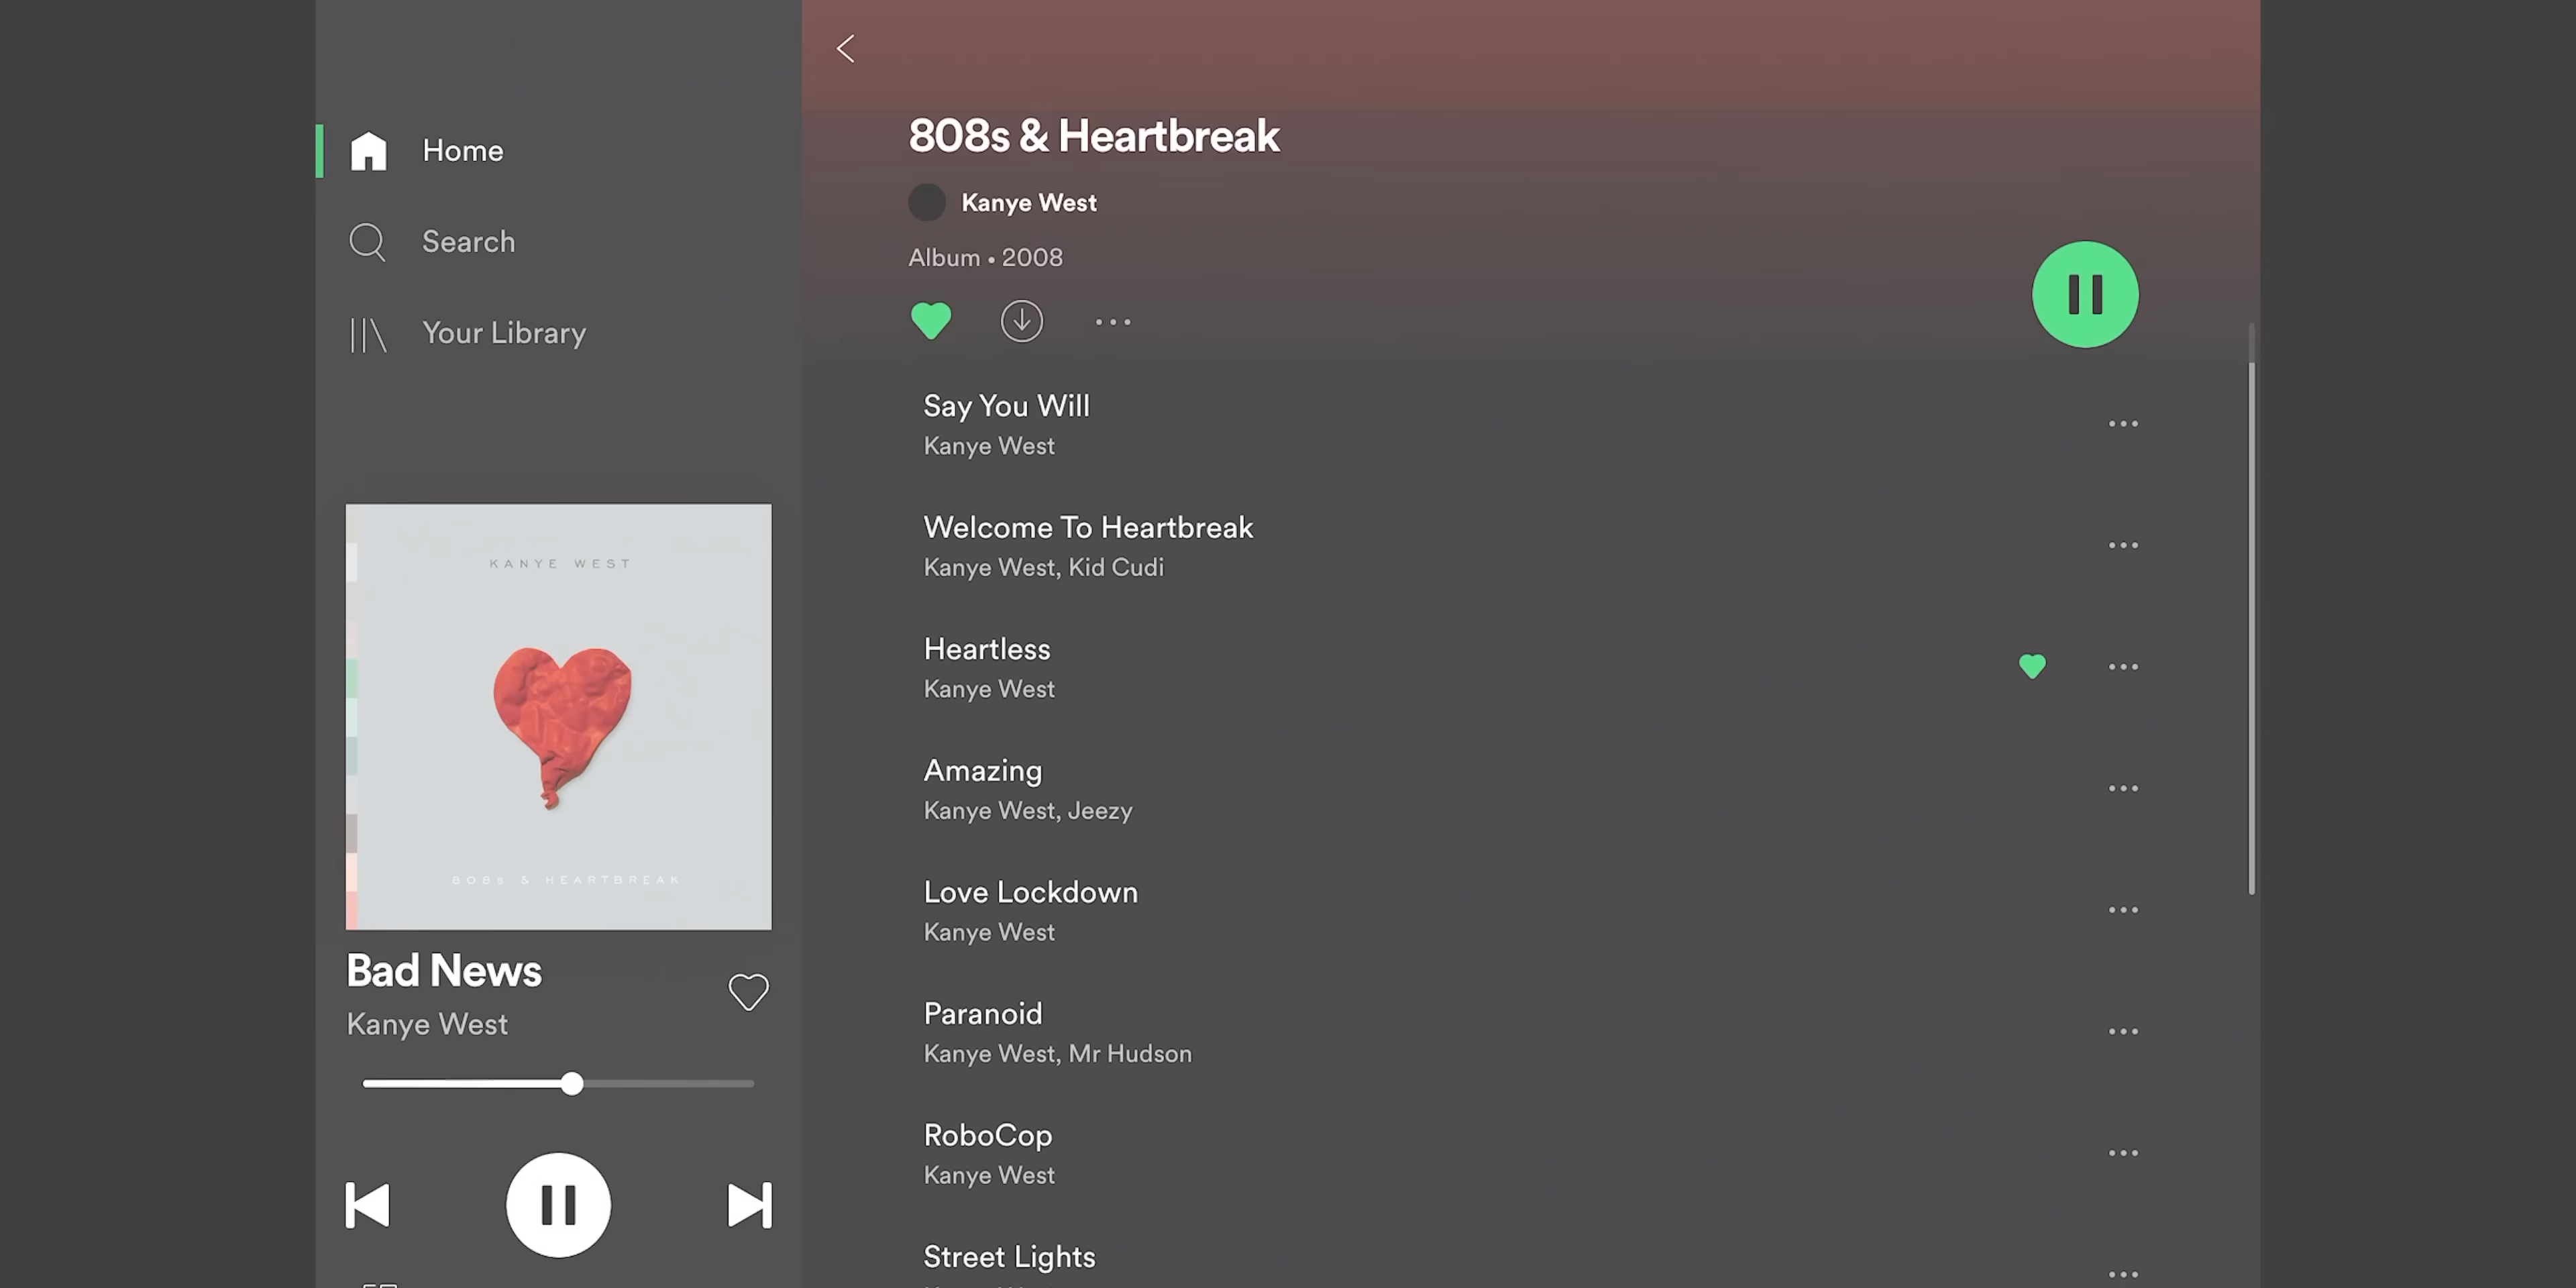 Home
Search
Your Library
KANYE WEST
808s & HEARTBREAK
Bad News
Kanye West
808s & Heartbreak
Kanye West
Album • 2008
Say You Will
Kanye West
Welcome To Heartbreak
Kanye West, Kid Cudi
Heartless
Kanye West
Amazing
Kanye West, Jeezy
Love Lockdown
Kanye West
Paranoid
Kanye West, Mr Hudson
RoboCop
Kanye West
Street Lights